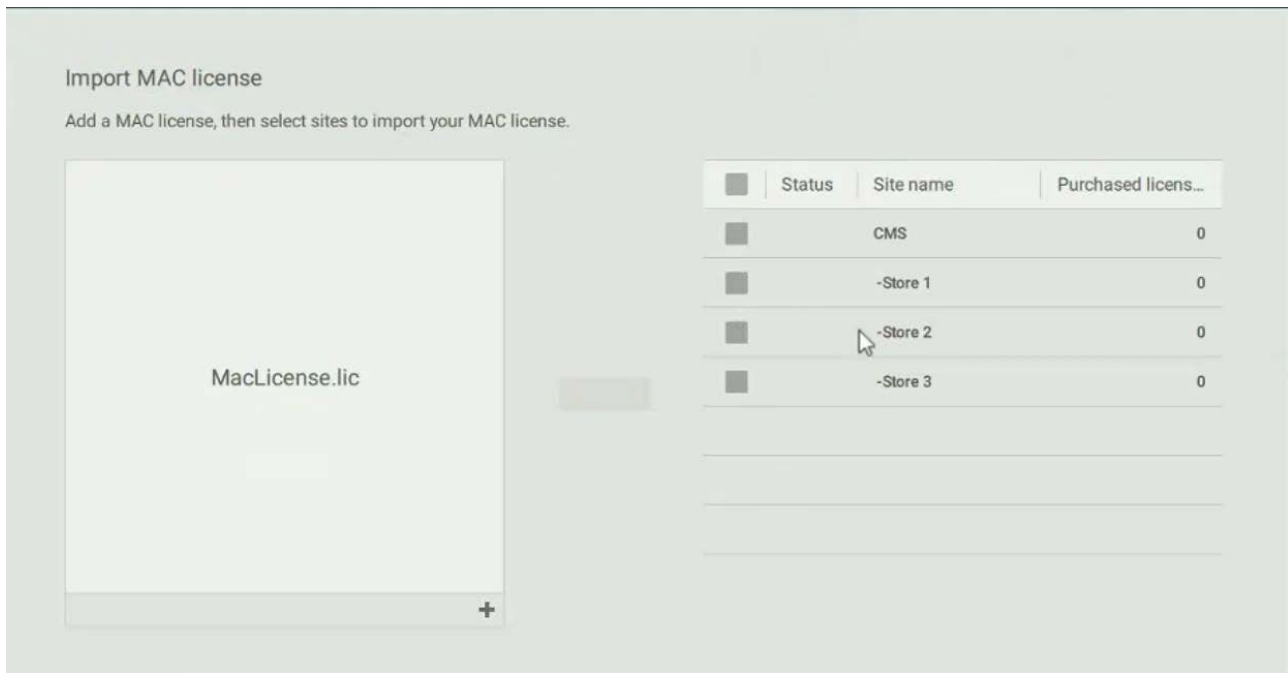 Import MAC license
Add a MAC license, then select sites to import your MAC license.
MacLicense.lic
+
Status Site name Purchased licens...
CMS 0
-Store 1 0
-Store 2 0
-Store 3 0